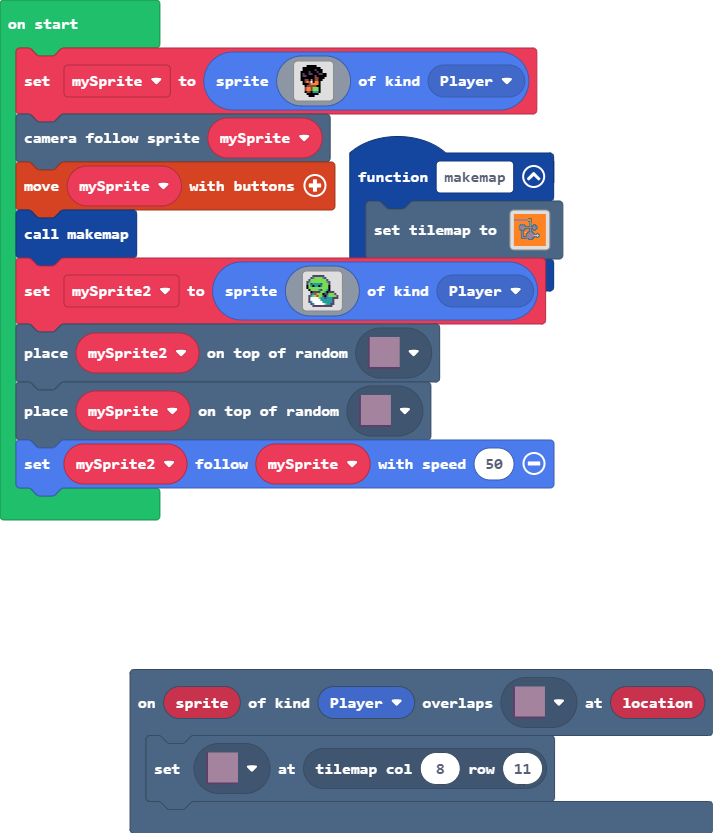 on start
set mySprite to sprite of kind Player
camera follow sprite mySprite
move mySprite with buttons
function makemap
call makemap
set tilemap to
set mySprite2 to sprite of kind Player
place mySprite2 on top of random
place mySprite on top of random
set mySprite2 follow mySprite with speed 50
on sprite of kind Player overlaps at location
set at tilemap col 8 row 11